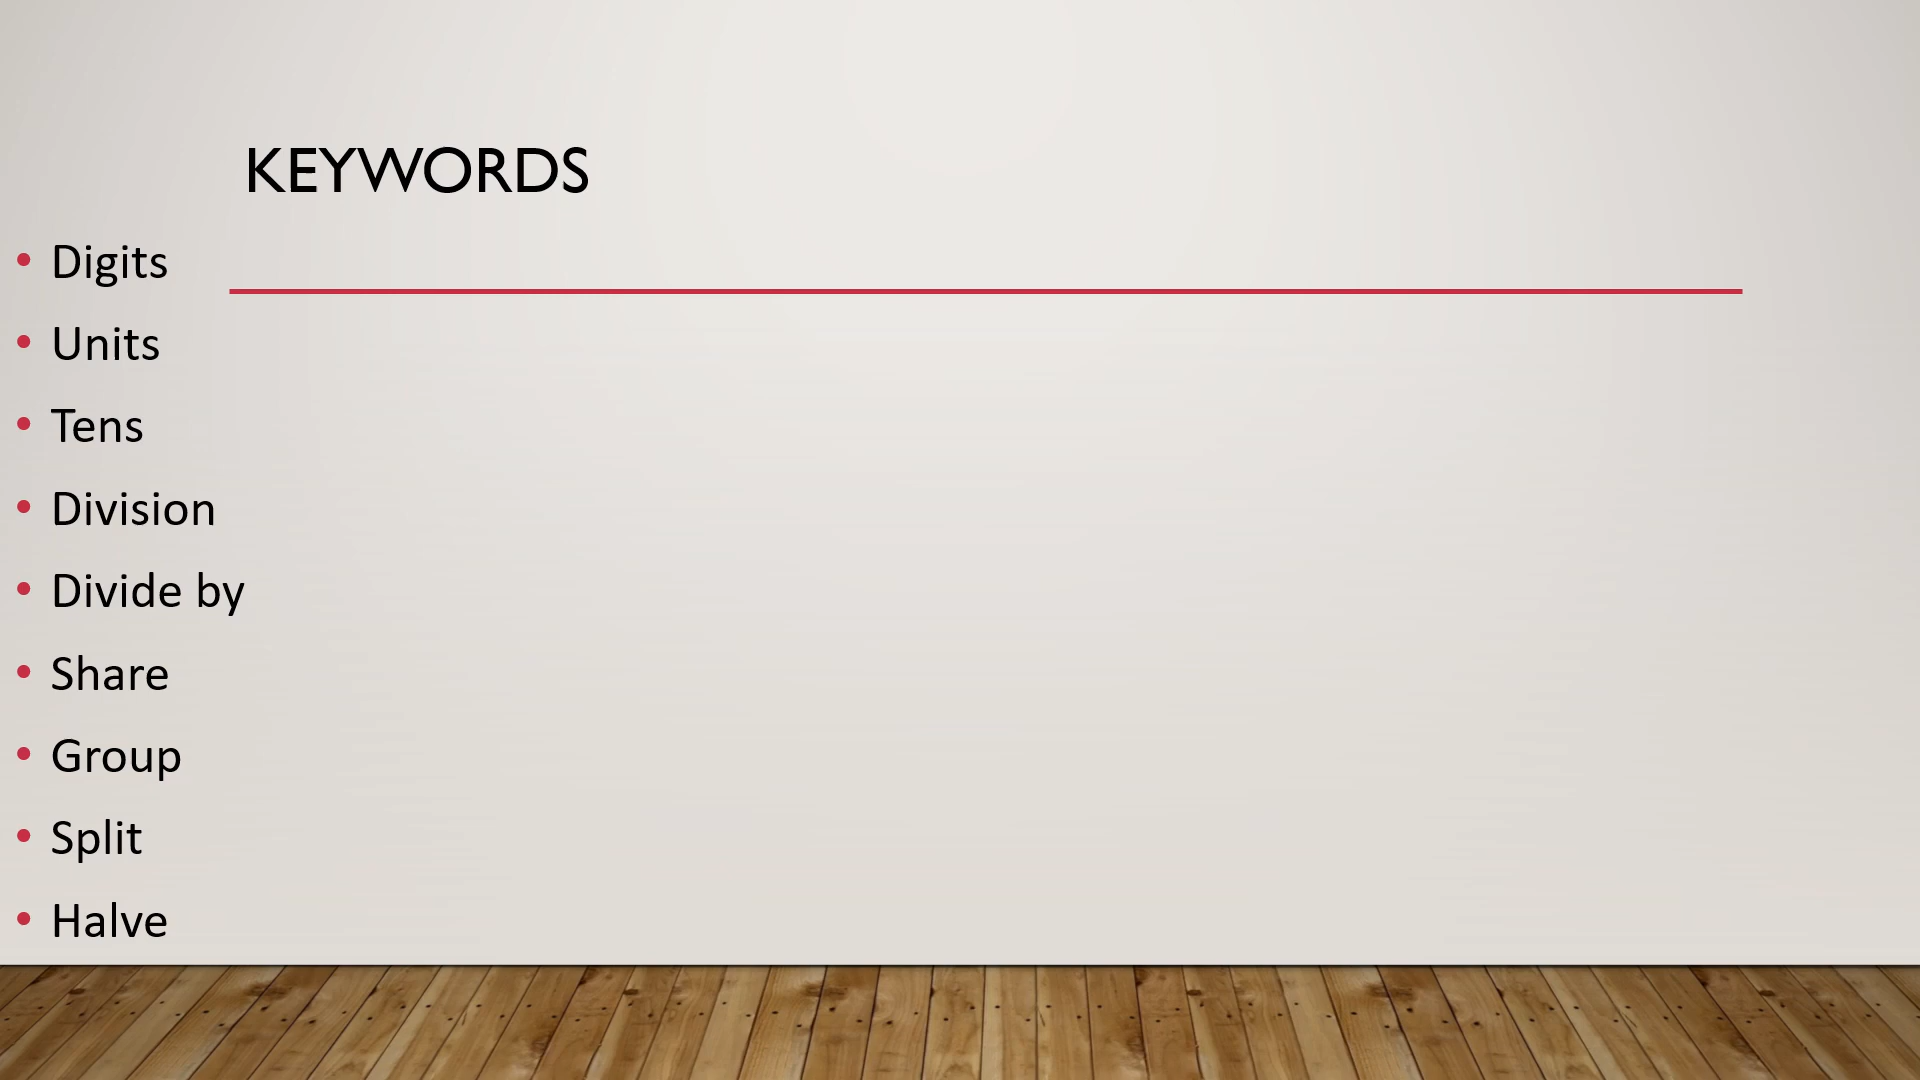 KEYWORDS
• Digits
• Units
• Tens
• Division
• Divide by
• Share
• Group
• Split
• Halve